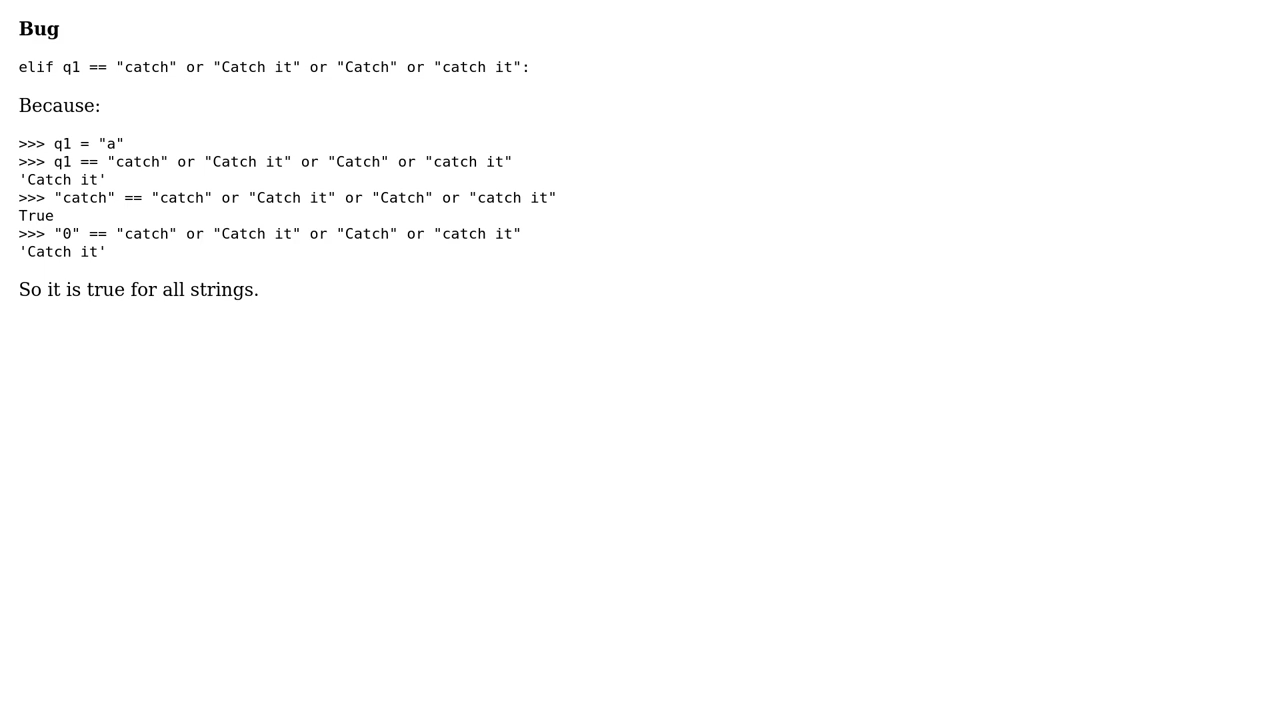 Bug
elif q1 == "catch" or "Catch it" or "Catch" or "catch it":
Because:
>>> q1 = "a"
>>> q1 == "catch" or "Catch it" or "Catch" or "catch it"
'Catch it'
>>> "catch" == "catch" or "Catch it" or "Catch" or "catch it"
True
>>> "0" == "catch" or "Catch it" or "Catch" or "catch it"
'Catch it'
So it is true for all strings.